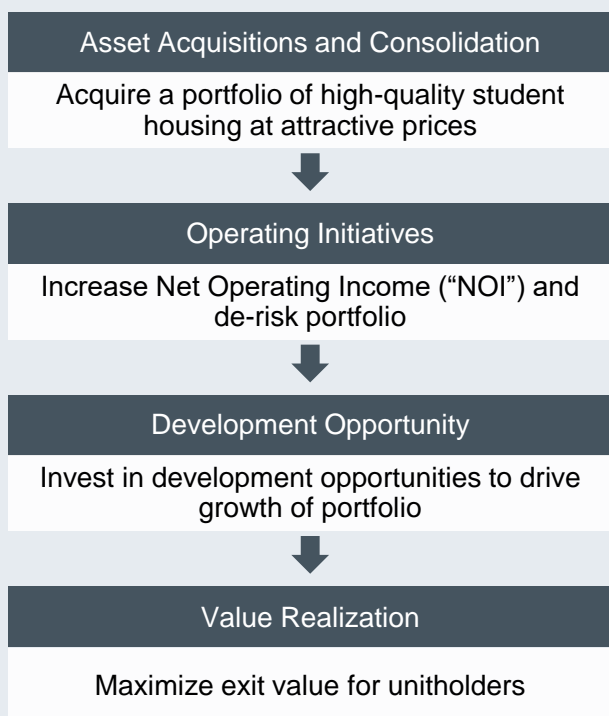 Asset Acquisitions and Consolidation
Acquire a portfolio of high-quality student
housing at attractive prices
Operating Initiatives
Increase Net Operating Income (“NOI”) and
de-risk portfolio
Development Opportunity
Invest in development opportunities to drive
growth of portfolio
Value Realization
Maximize exit value for unitholders